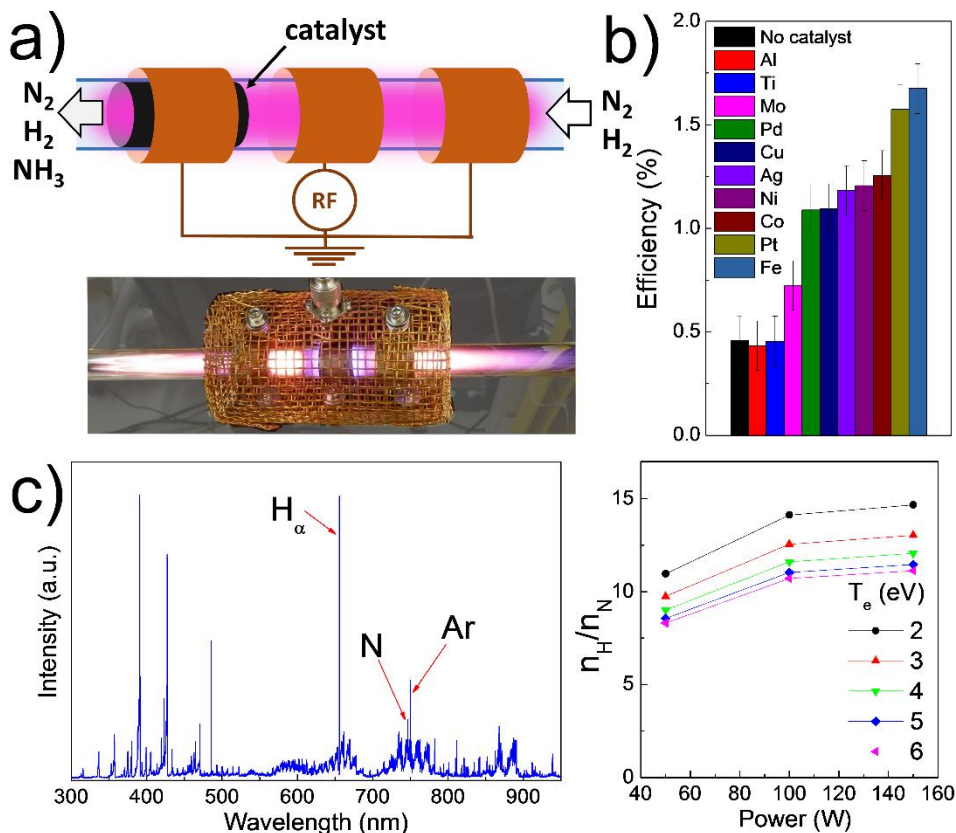 a)
catalyst
N₂
H₂
NH₃
N₂
H₂
RF
b)
Efficiency (%)
2.0
1.5
1.0
0.5
0.0
No catalyst
Al
Ti
Mo
Pd
Cu
Ag
Ni
Co
Pt
Fe
c)
Intensity (a.u.)
Hα
N
Ar
300 400 500 600 700 800 900
Wavelength (nm)
n_H/n_N
15
10
5
0
T_e (eV)
2
3
4
5
6
40 60 80 100 120 140 160
Power (W)